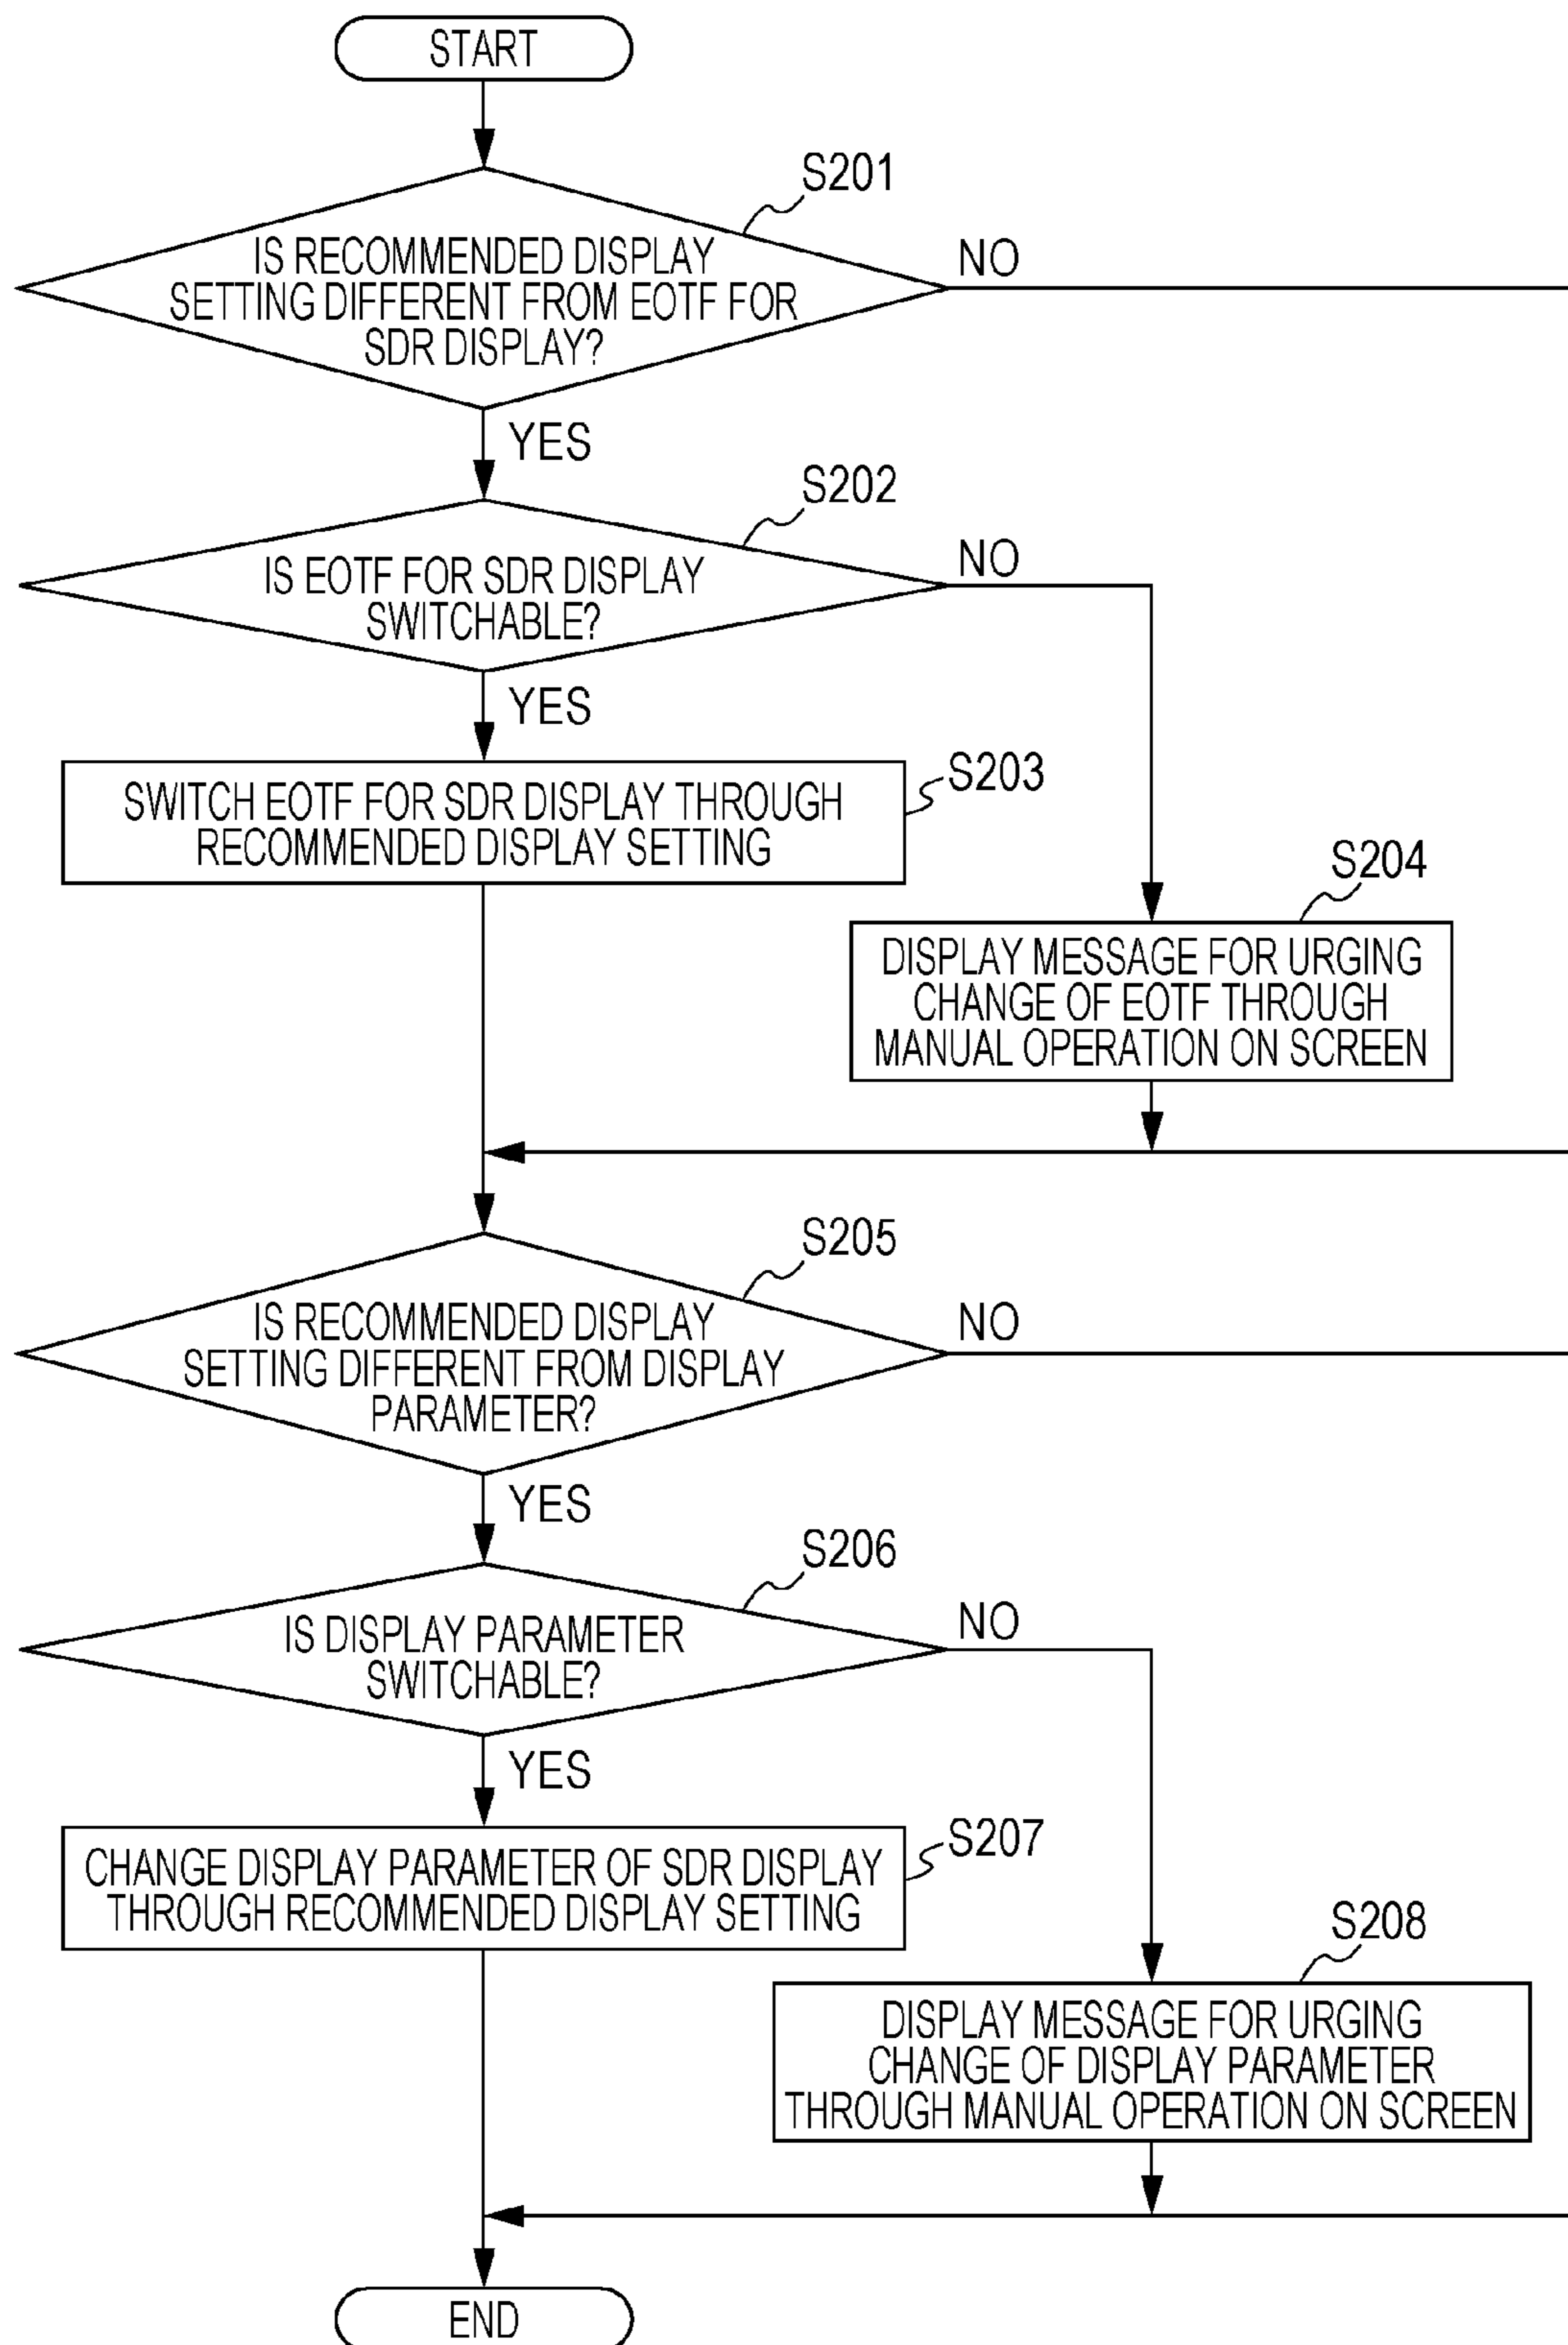 START
S201
IS RECOMMENDED DISPLAY
SETTING DIFFERENT FROM EOTF FOR
SDR DISPLAY?
NO
YES
S202
IS EOTF FOR SDR DISPLAY
SWITCHABLE?
NO
YES
S203
SWITCH EOTF FOR SDR DISPLAY THROUGH
RECOMMENDED DISPLAY SETTING
S204
DISPLAY MESSAGE FOR URGING
CHANGE OF EOTF THROUGH
MANUAL OPERATION ON SCREEN
S205
IS RECOMMENDED DISPLAY
SETTING DIFFERENT FROM DISPLAY
PARAMETER?
NO
YES
S206
IS DISPLAY PARAMETER
SWITCHABLE?
NO
YES
S207
CHANGE DISPLAY PARAMETER OF SDR DISPLAY
THROUGH RECOMMENDED DISPLAY SETTING
S208
DISPLAY MESSAGE FOR URGING
CHANGE OF DISPLAY PARAMETER
THROUGH MANUAL OPERATION ON SCREEN
END